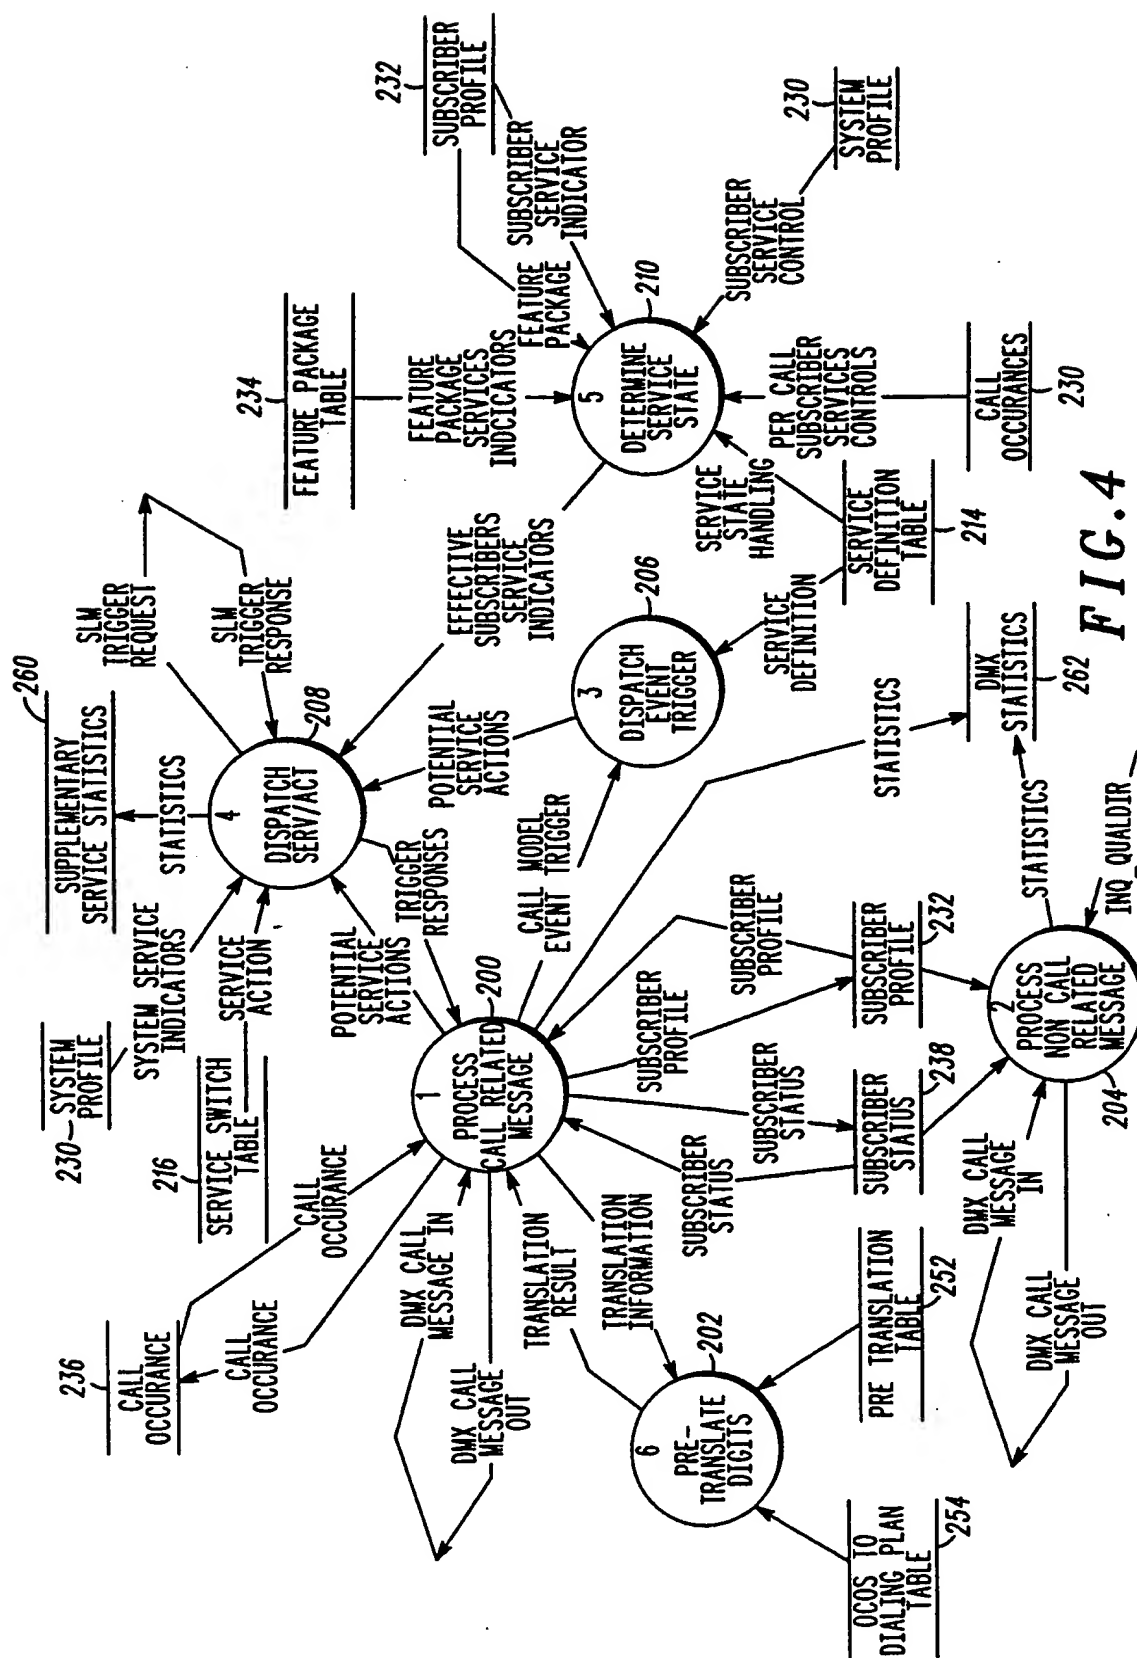 232
SUBSCRIBER
PROFILE
SUBSCRIBER
SERVICE
INDICATOR
230
SYSTEM
PROFILE
SUBSCRIBER
SERVICE
CONTROL
234
FEATURE PACKAGE
TABLE
FEATURE
PACKAGE
SERVICES
INDCICATORS
FEATURE
PACKAGE
210
5
DETERMINE
SERVICE
STATE
PER CALL
SUBSCRIBER
SERVICES
CONTROLS
CALL
OCCURANCES
230
SLM
TRIGGER
REQUEST
SLM
TRIGGER
RESPONSE
EFFECTIVE
SUBSCRIBERS
SERVICE
INDICATORS
SERVICE
STATE
HANDLING
SERVICE
DEFINITION
TABLE
214
206
3
DISPATCH
EVENT
TRIGGER
SERVICE
DEFINITION
260
SUPPLEMENTARY
SERVICE STATISTICS
STATISTICS
208
4
DISPATCH
SERV/ACT
POTENTIAL
SERVICE
ACTIONS
CALL MODEL
EVENT TRIGGER
STATISTICS
DMX
STATISTICS
262
FIG.4
230
SYSTEM
PROFILE
SYSTEM SERVICE
INDICATORS
216
SERVICE SWITCH
TABLE
SERVICE
ACTION
POTENTIAL
SERVICE
ACTIONS
TRIGGER
RESPONSES
200
1
PROCESS
CALL RELATED
MESSAGE
SUBSCRIBER
PROFILE
SUBSCRIBER
PROFILE
SUBSCRIBER
PROFILE
232
STATISTICS
INQ_QUALDIR
2
PROCESS
NON CALL
RELATED
MESSAGE
204
236
CALL
OCCURANCE
CALL
OCCURANCE
CALL
OCCURANCE
DMX CALL
MESSAGE IN
DMX CALL
MESSAGE
OUT
TRANSLATION
RESULT
TRANSLATION
INFORMATION
SUBSCRIBER
STATUS
SUBSCRIBER
STATUS
SUBSCRIBER
STATUS
238
DMX CALL
MESSAGE
IN
DMX CALL
MESSAGE
OUT
202
6
PRE-
TRANSLATE
DIGITS
PRE TRANSLATION
TABLE
252
OCOS TO
DIALING PLAN
TABLE
254